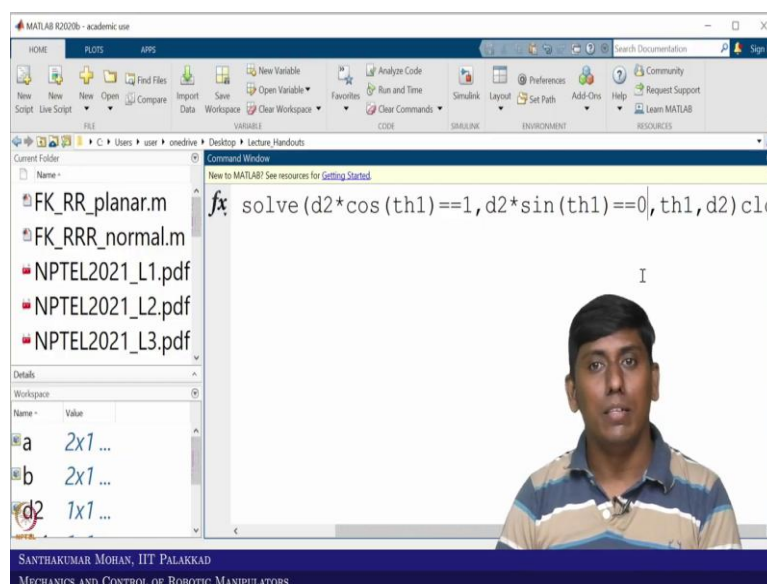 MATLAB R2020b - academic use
HOME PLOTS APPS
Search Documentation Sign
New Script New Live Script New Open Find Files Compare Import Data Save Workspace New Variable Open Variable Clear Workspace Favorites Analyze Code Run and Time Clear Commands Simulink Layout Preferences Set Path Add-Ons Help Community Request Support Learn MATLAB
FILE VARIABLE CODE SIMULINK ENVIRONMENT RESOURCES
C: Users user onedrive Desktop Lecture_Handouts
Current Folder Command Window
Name New to MATLAB? See resources for Getting Started.
FK_RR_planar.m
fx solve(d2*cos(th1)==1,d2*sin(th1)==0,th1,d2)clo
FK_RRR_normal.m
NPTEL2021_L1.pdf
NPTEL2021_L2.pdf
NPTEL2021_L3.pdf
Details
Workspace
Name Value
a 2x1 ...
b 2x1 ...
d2 1x1 ...
NPTEL
SANTHAKUMAR MOHAN, IIT PALAKKAD
MECHANICS AND CONTROL OF ROBOTIC MANIPULATORS